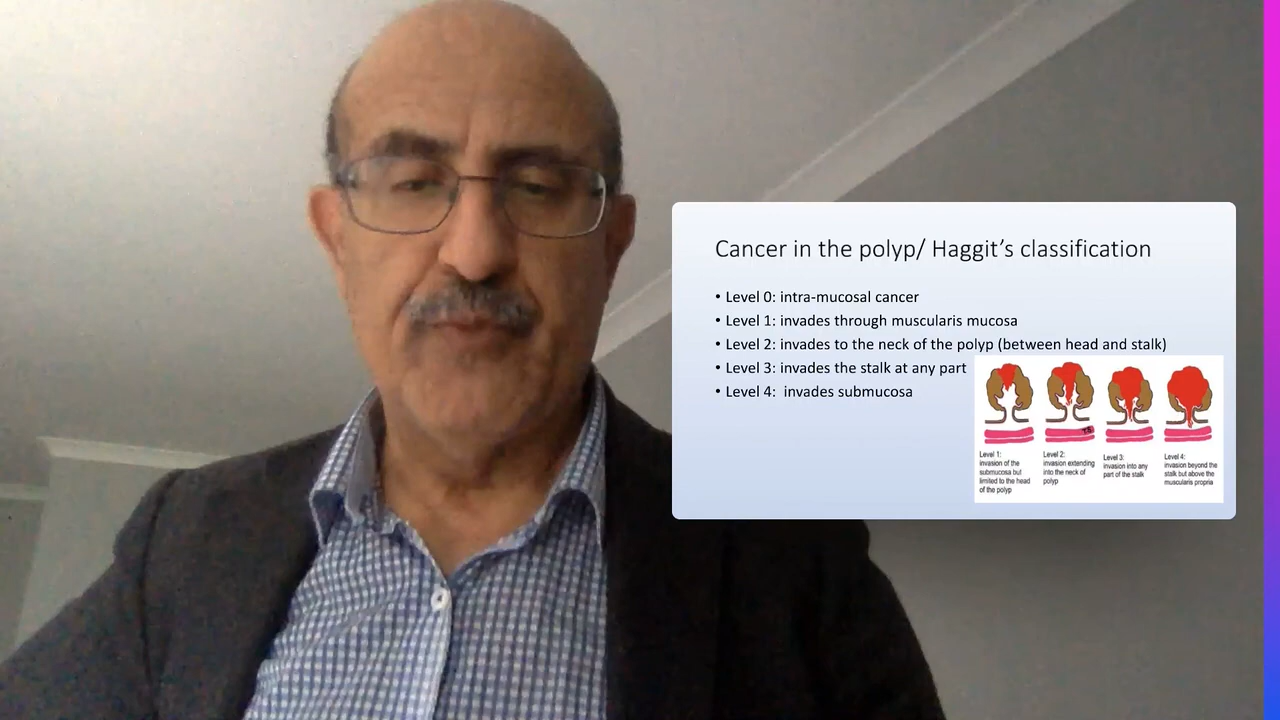 Cancer in the polyp/ Haggit’s classification
• Level 0: intra-mucosal cancer
• Level 1: invades through muscularis mucosa
• Level 2: invades to the neck of the polyp (between head and stalk)
• Level 3: invades the stalk at any part
• Level 4:  invades submucosa
TS
Level 1:
invasion of the
submucosa but
limited to the head
of the polyp
Level 2:
invasion extending
into the neck of
polyp
Level 3:
invasion into any
part of the stalk
Level 4:
invasion beyond the
stalk but above the
muscularis propria